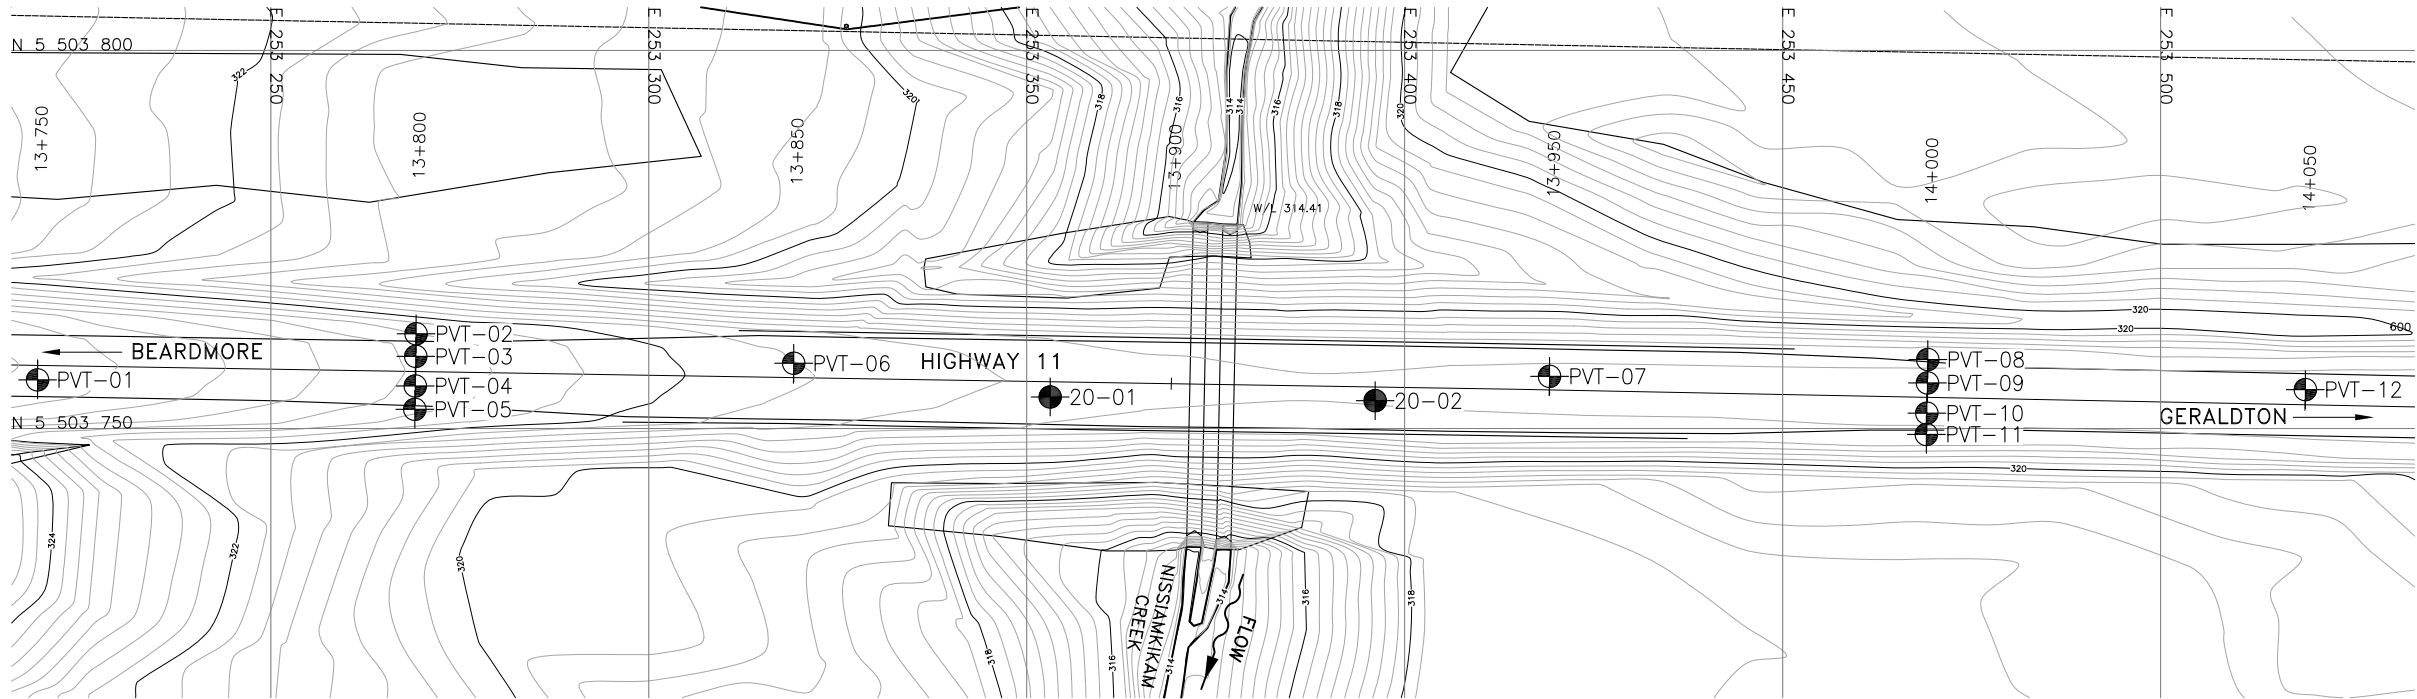 N 5 503 800
E 253 250
E 253 300
E 253 350
E 253 400
E 253 450
E 253 500
322
320
318
316
314
314
316
318
320
13+750
13+800
13+850
13+900
13+950
14+000
14+050
W/L 314.41
320
320
600
PVT-02
BEARDMORE
PVT-03
PVT-01
PVT-04
PVT-05
PVT-06
HIGHWAY 11
20-01
20-02
PVT-07
PVT-08
PVT-09
PVT-10
PVT-11
PVT-12
GERALDTON
N 5 503 750
320
324
322
320
318
316
314
314
316
318
NISSIAMKIKAM
CREEK
FLOW